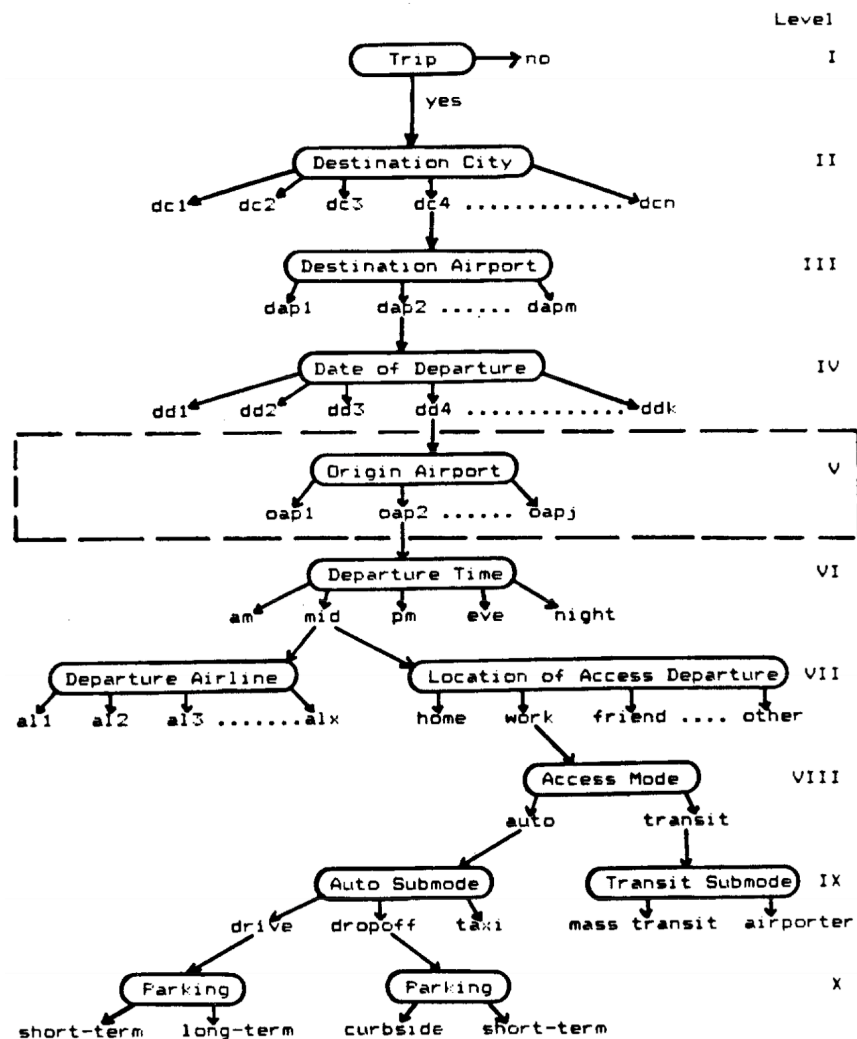 Level
Trip no I
yes
Destination City II
dc1 dc2 dc3 dc4 ............. dcn
Destination Airport III
dap1 dap2 ...... dapm
Date of Departure IV
dd1 dd2 dd3 dd4 ............. ddk
Origin Airport V
oap1 oap2 ...... oapj
Departure Time VI
am mid pm eve night
Departure Airline Location of Access Departure VII
al1 al2 al3 ........alx home work friend .... other
Access Mode VIII
auto transit
Auto Submode Transit Submode IX
drive dropoff taxi mass transit airporter
Parking Parking X
short-term long-term curbside short-term